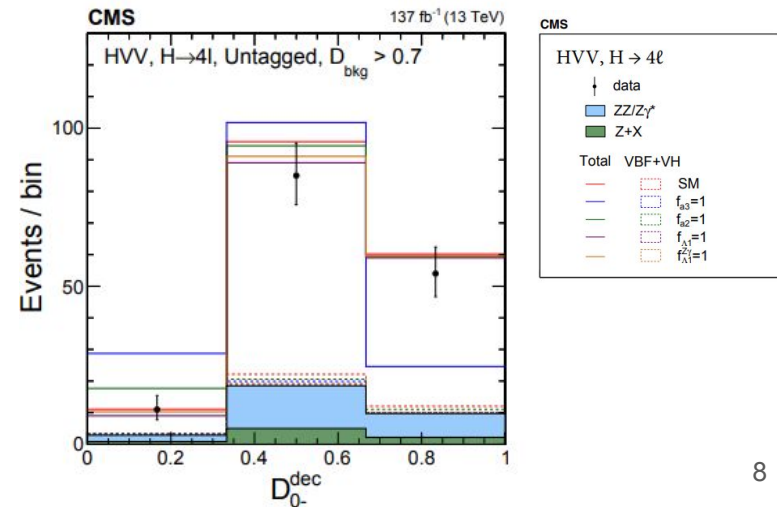 CMS 137 fb⁻¹ (13 TeV)
HVV, H→4l, Untagged, D_bkg > 0.7
Events / bin
100
50
0
0 0.2 0.4 0.6 0.8 1
D_0-^dec
CMS
HVV, H → 4ℓ
data
ZZ/Zγ*
Z+X
Total VBF+VH
SM
f_a3=1
f_a2=1
f_Λ1=1
f_Λ1^Zγ=1
8